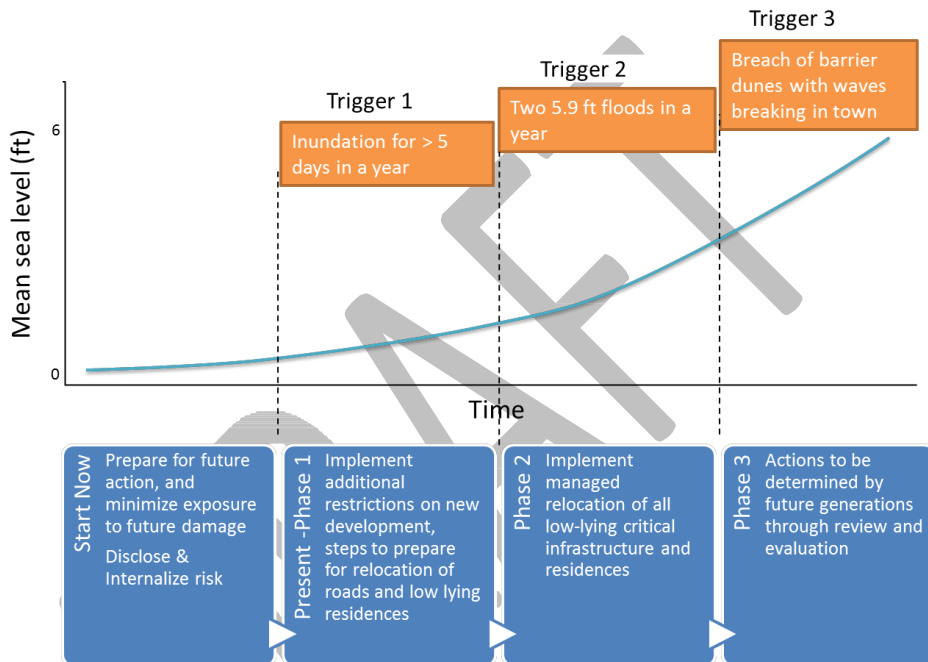 Trigger 3
Breach of barrier
dunes with waves
breaking in town
Trigger 2
Two 5.9 ft floods in a
year
Trigger 1
Inundation for > 5
days in a year
Mean sea level (ft)
6
0
Time
DRAFT
Start Now
Prepare for future
action, and
minimize exposure
to future damage
Disclose &
Internalize risk
Present -Phase 1
Implement
additional
restrictions on new
development,
steps to prepare
for relocation of
roads and low lying
residences
Phase 2
Implement
managed
relocation of all
low-lying critical
infrastructure and
residences
Phase 3
Actions to be
determined by
future generations
through review and
evaluation